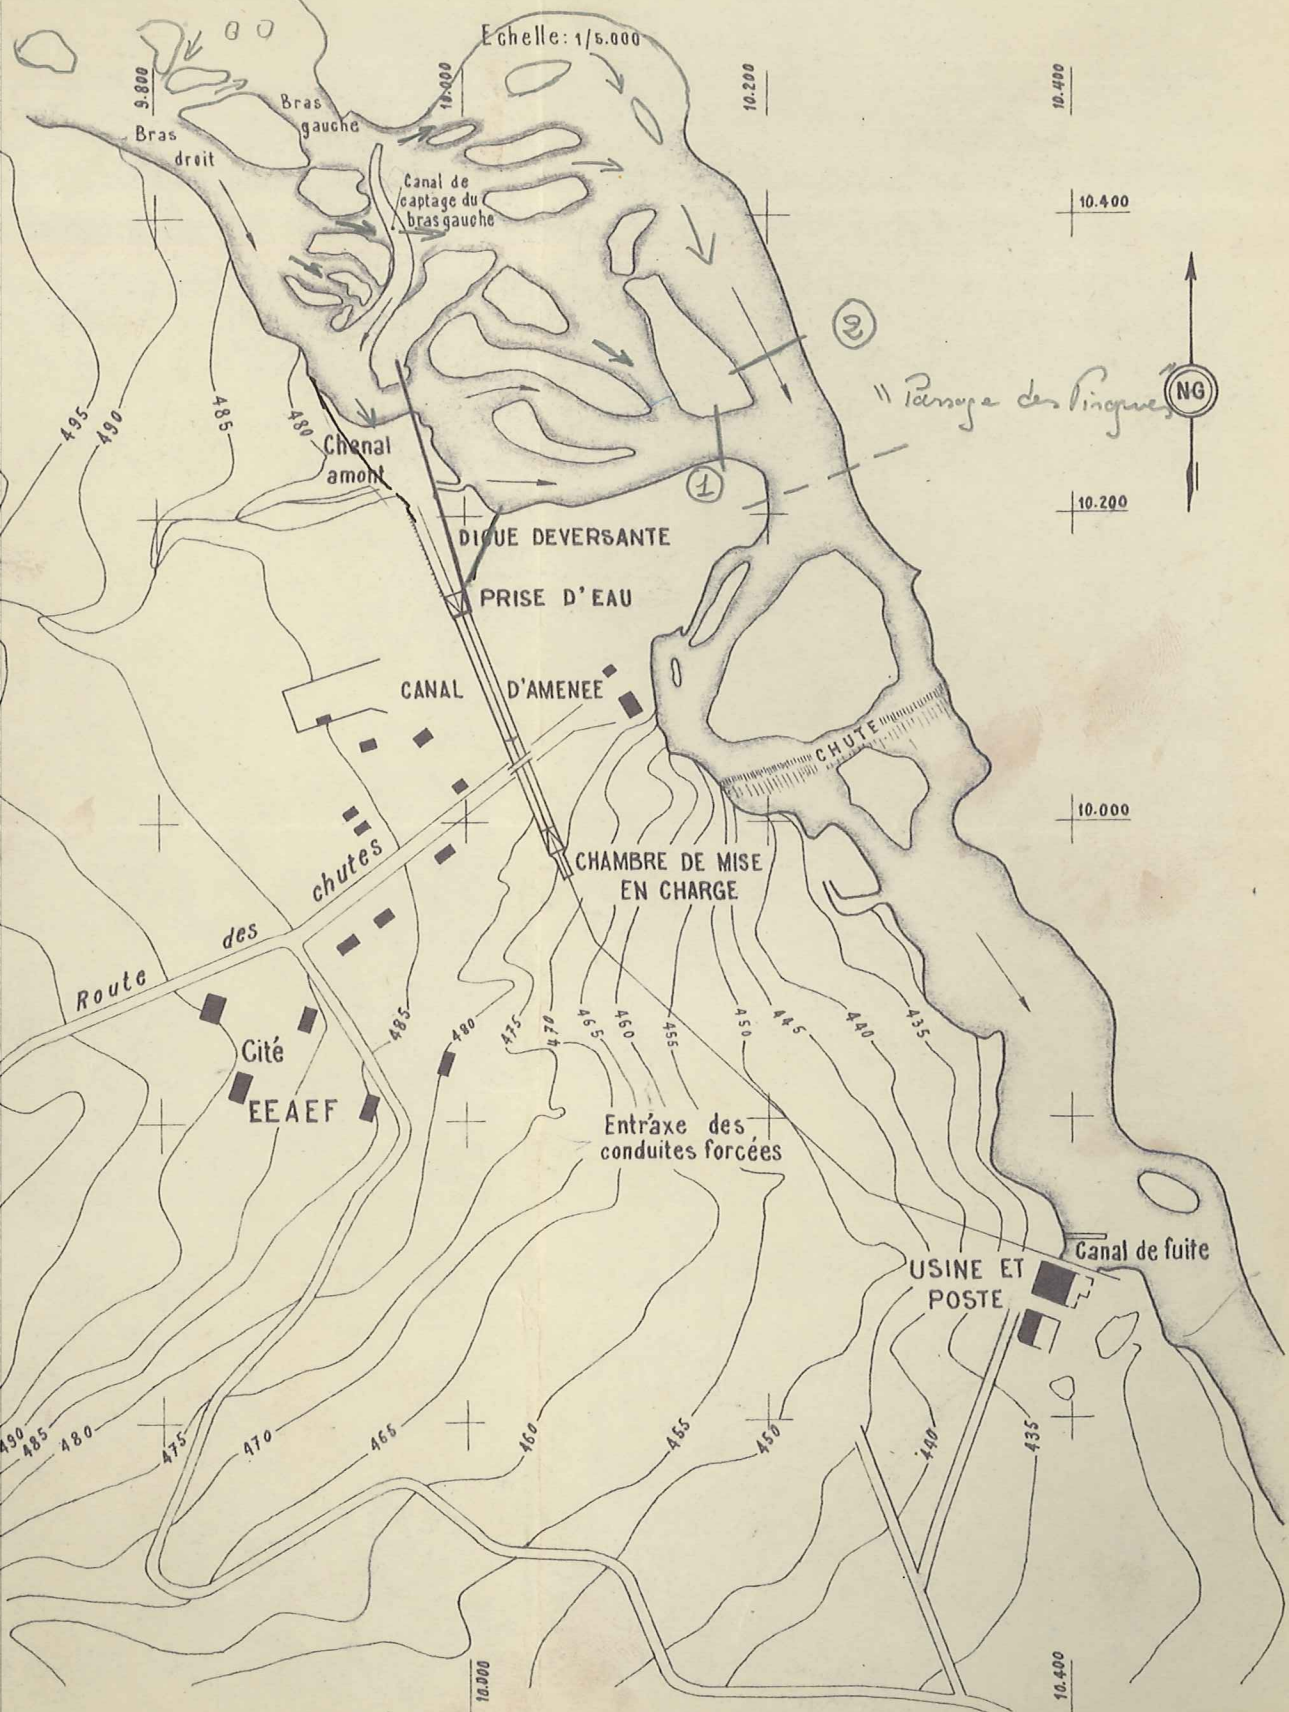 Echelle: 1/5.000
9.800
10.000
10.200
10.400
Bras
gauche
Bras
droit
Canal de
captage du
bras gauche
10.400
2
" Passage des Pirogues "
NG
495
490
485
480
Chenal
amont
1
10.200
DIGUE DEVERSANTE
PRISE D'EAU
CANAL D'AMENEE
CHUTE
10.000
CHAMBRE DE MISE
EN CHARGE
Route des chutes
485
480
475
470
465
460
455
450
445
440
435
Cité
EEAEF
Entr'axe des
conduites forcées
Canal de fuite
USINE ET
POSTE
490
485
480
475
470
465
460
455
450
440
435
10.000
10.400